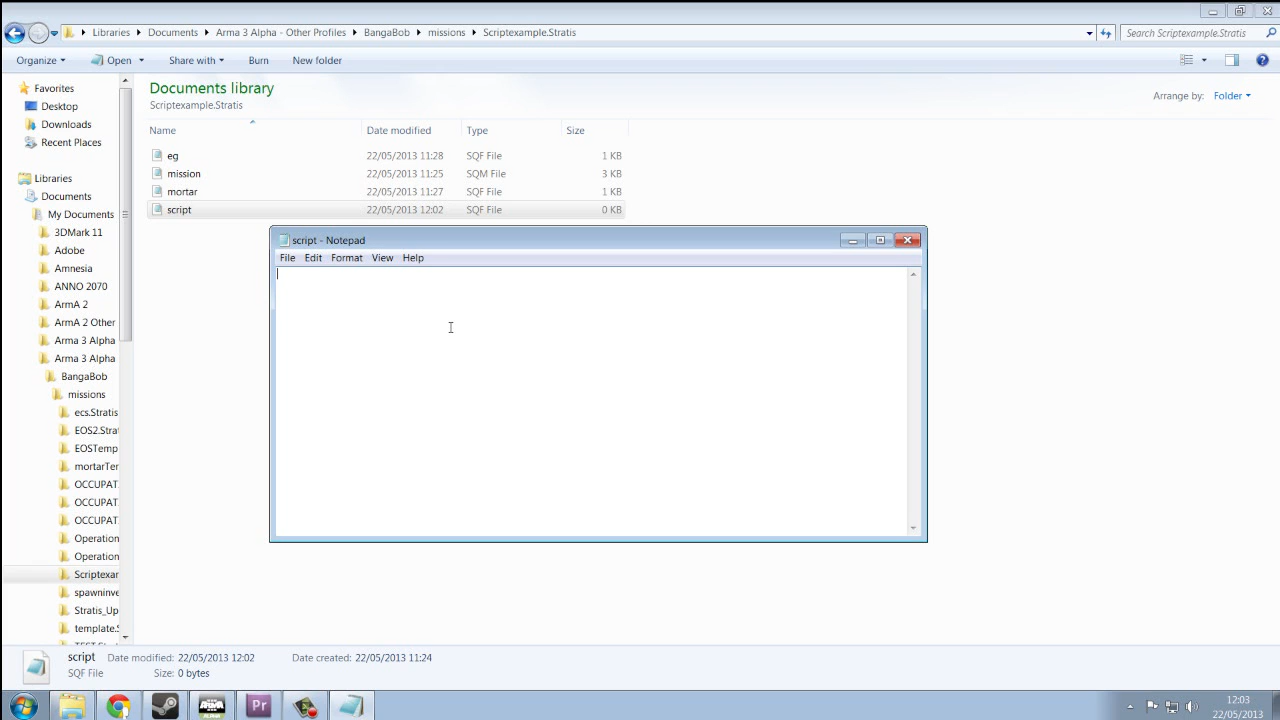 Libraries Documents Arma 3 Alpha - Other Profiles BangaBob missions Scriptexample.Stratis Search Scriptexample.Stratis
Organize Open Share with Burn New folder
Favorites
Desktop
Downloads
Recent Places
Libraries
Documents
My Documents
3DMark 11
Adobe
Amnesia
ANNO 2070
ArmA 2
ArmA 2 Other
Arma 3 Alpha
Arma 3 Alpha
BangaBob
missions
ecs.Stratis
EOS2.Strat
EOSTemp
mortarTer
OCCUPAT
OCCUPAT
OCCUPAT
Operation
Operation
Scriptexar
spawninve
Stratis_Up
template.S
Documents library
Scriptexample.Stratis
Arrange by: Folder
Name Date modified Type Size
eg 22/05/2013 11:28 SQF File 1 KB
mission 22/05/2013 11:25 SQM File 3 KB
mortar 22/05/2013 11:27 SQF File 1 KB
script 22/05/2013 12:02 SQF File 0 KB
script - Notepad
File Edit Format View Help
script Date modified: 22/05/2013 12:02 Date created: 22/05/2013 11:24
SQF File Size: 0 bytes
ARMA
Pr
12:03
22/05/2013